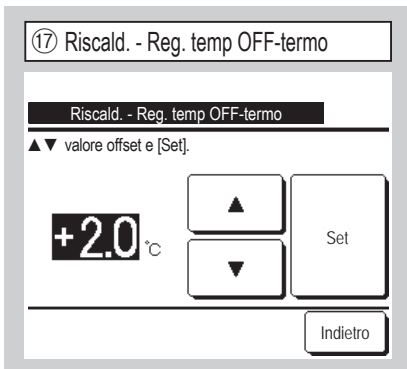 ⑰ Riscald. - Reg. temp OFF-termo
Riscald. - Reg. temp OFF-termo
▲▼ valore offset e [Set].
▲
+2.0 °C
Set
▼
Indietro